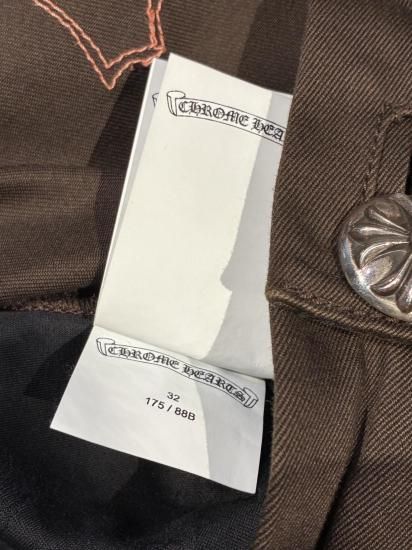 CHROME HEA
CHROME HEARTS
32
175 / 88B